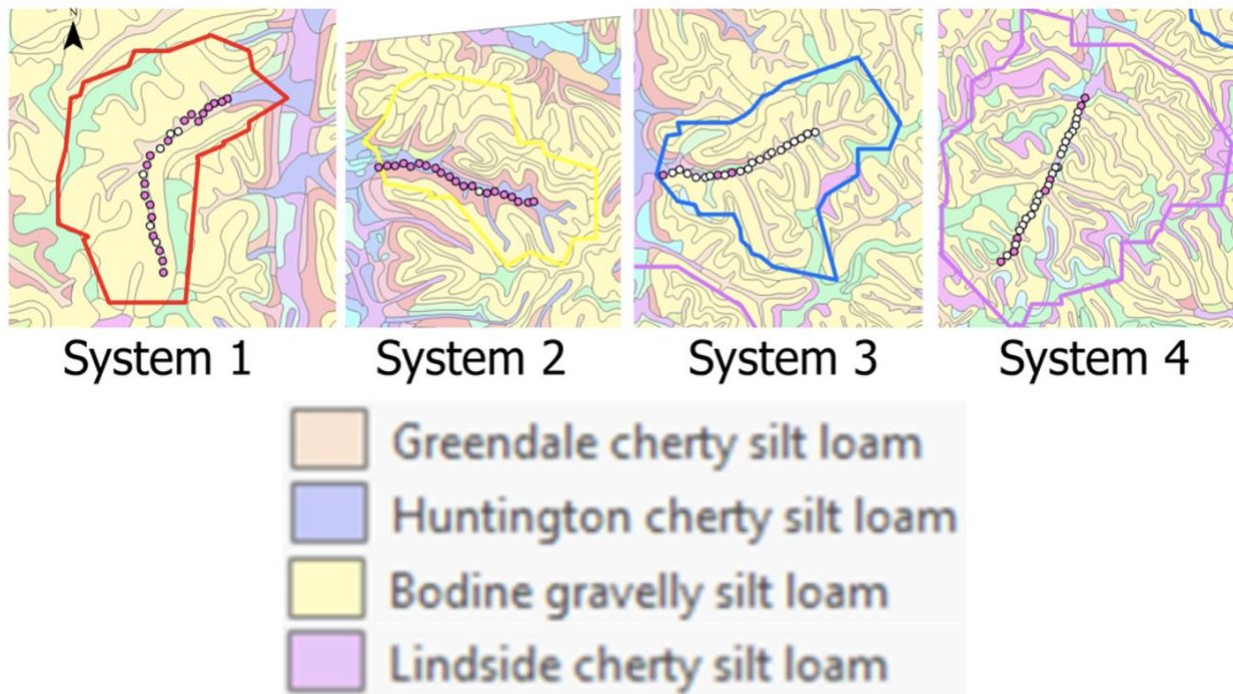 N
System 1
System 2
System 3
System 4
Greendale cherty silt loam
Huntington cherty silt loam
Bodine gravelly silt loam
Lindside cherty silt loam